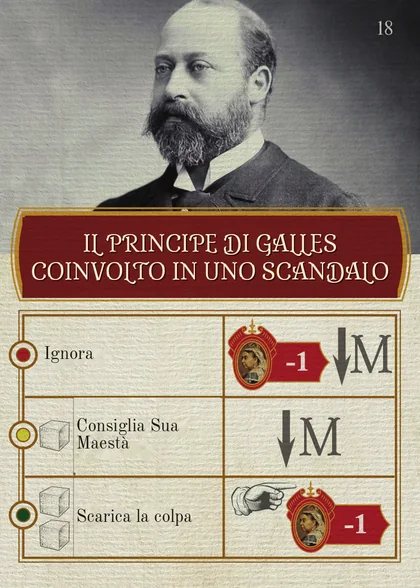 18
IL PRINCIPE DI GALLES
COINVOLTO IN UNO SCANDALO
Ignora
-1 M
Consiglia Sua
Maestà
M
Scarica la colpa
-1